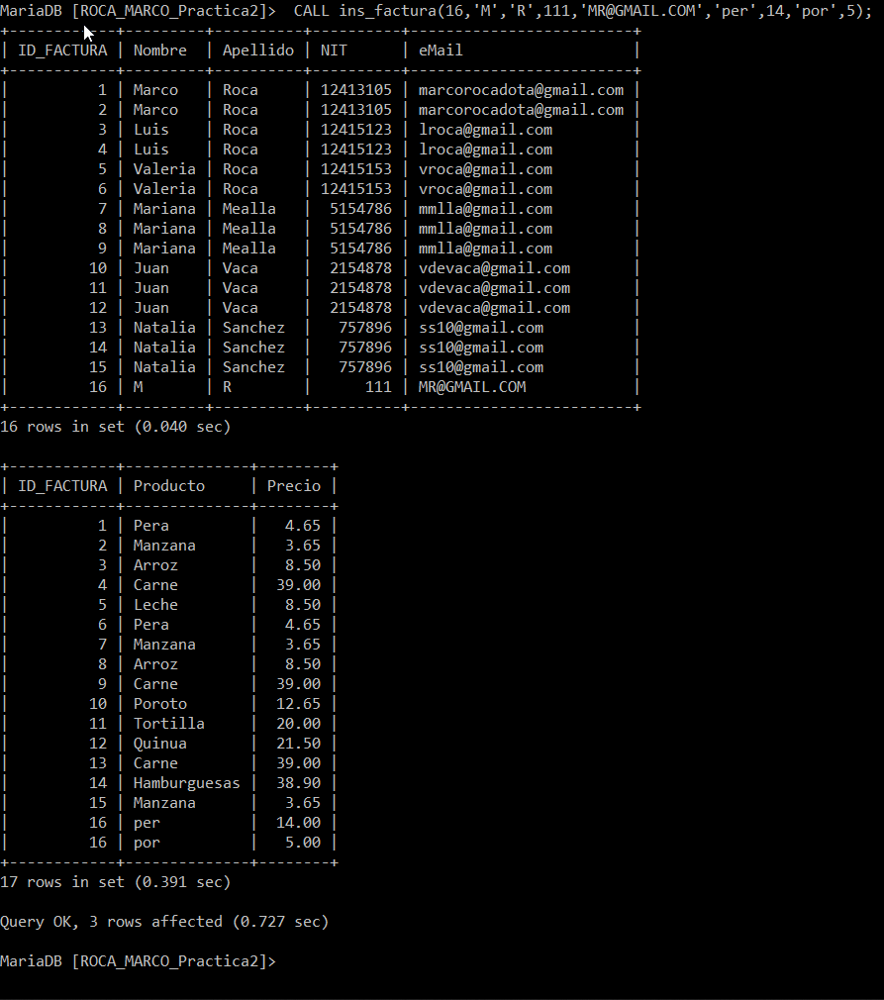 MariaDB [ROCA_MARCO_Practica2]>  CALL ins_factura(16,'M','R',111,'MR@GMAIL.COM','per',14,'por',5);
+------------+---------+----------+----------+-------------------------+
| ID_FACTURA | Nombre  | Apellido | NIT      | eMail                   |
+------------+---------+----------+----------+-------------------------+
|          1 | Marco   | Roca     | 12413105 | marcorocadota@gmail.com |
|          2 | Marco   | Roca     | 12413105 | marcorocadota@gmail.com |
|          3 | Luis    | Roca     | 12415123 | lroca@gmail.com         |
|          4 | Luis    | Roca     | 12415123 | lroca@gmail.com         |
|          5 | Valeria | Roca     | 12415153 | vroca@gmail.com         |
|          6 | Valeria | Roca     | 12415153 | vroca@gmail.com         |
|          7 | Mariana | Mealla   |  5154786 | mmlla@gmail.com         |
|          8 | Mariana | Mealla   |  5154786 | mmlla@gmail.com         |
|          9 | Mariana | Mealla   |  5154786 | mmlla@gmail.com         |
|         10 | Juan    | Vaca     |  2154878 | vdevaca@gmail.com       |
|         11 | Juan    | Vaca     |  2154878 | vdevaca@gmail.com       |
|         12 | Juan    | Vaca     |  2154878 | vdevaca@gmail.com       |
|         13 | Natalia | Sanchez  |   757896 | ss10@gmail.com          |
|         14 | Natalia | Sanchez  |   757896 | ss10@gmail.com          |
|         15 | Natalia | Sanchez  |   757896 | ss10@gmail.com          |
|         16 | M       | R        |      111 | MR@GMAIL.COM            |
+------------+---------+----------+----------+-------------------------+
16 rows in set (0.040 sec)

+------------+--------------+--------+
| ID_FACTURA | Producto     | Precio |
+------------+--------------+--------+
|          1 | Pera         |   4.65 |
|          2 | Manzana      |   3.65 |
|          3 | Arroz        |   8.50 |
|          4 | Carne        |  39.00 |
|          5 | Leche        |   8.50 |
|          6 | Pera         |   4.65 |
|          7 | Manzana      |   3.65 |
|          8 | Arroz        |   8.50 |
|          9 | Carne        |  39.00 |
|         10 | Poroto       |  12.65 |
|         11 | Tortilla     |  20.00 |
|         12 | Quinua       |  21.50 |
|         13 | Carne        |  39.00 |
|         14 | Hamburguesas |  38.90 |
|         15 | Manzana      |   3.65 |
|         16 | per          |  14.00 |
|         16 | por          |   5.00 |
+------------+--------------+--------+
17 rows in set (0.391 sec)

Query OK, 3 rows affected (0.727 sec)

MariaDB [ROCA_MARCO_Practica2]>